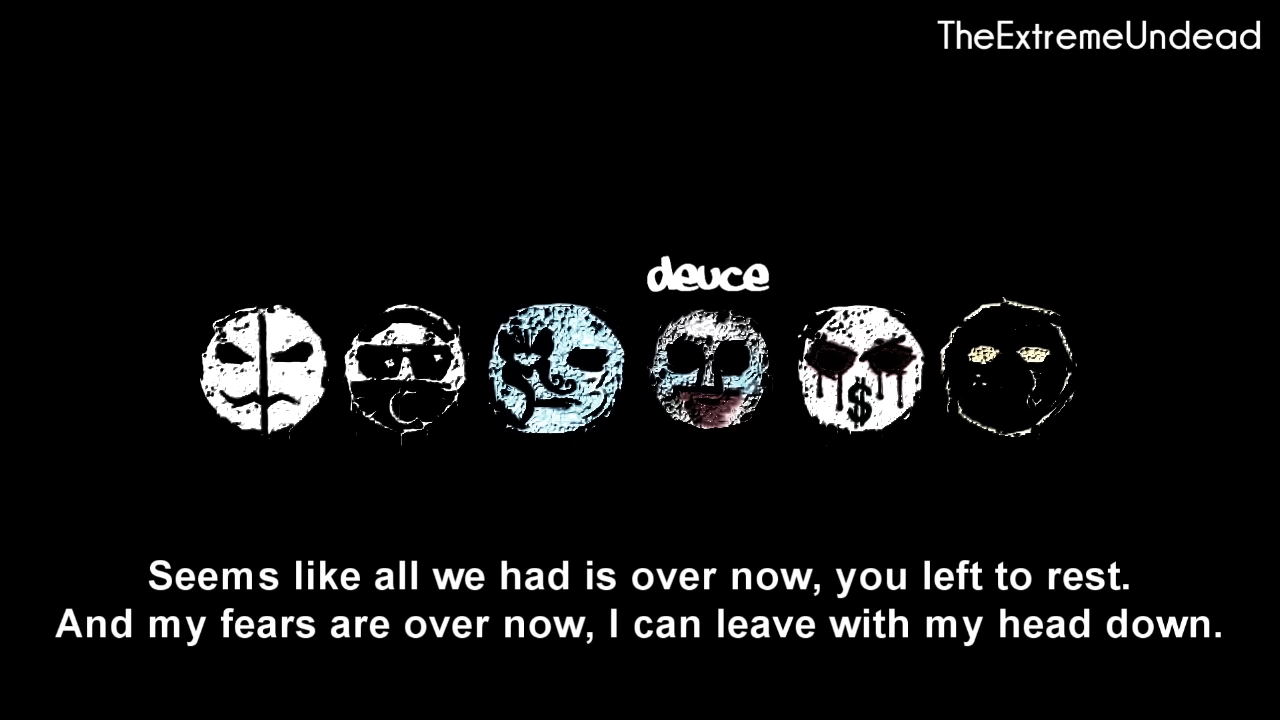 TheExtremeUndead
deuce
$
Seems like all we had is over now, you left to rest.
And my fears are over now, I can leave with my head down.